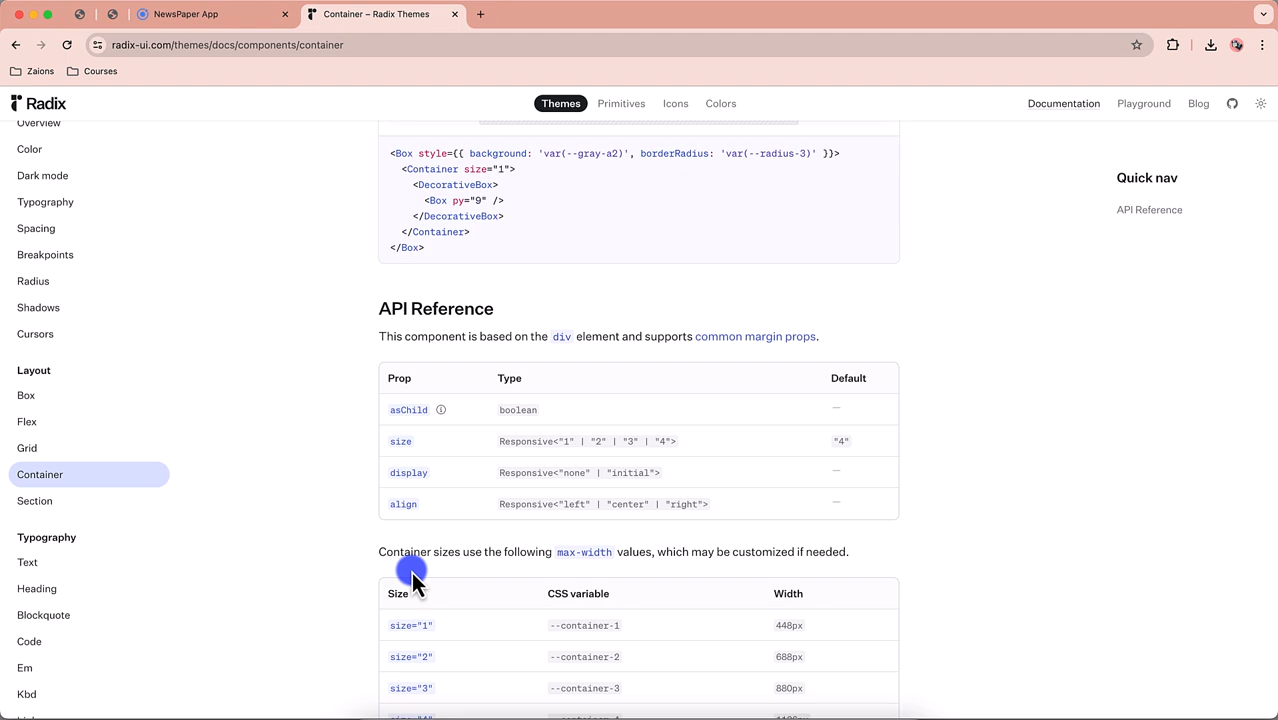 NewsPaper App
Container – Radix Themes
radix-ui.com/themes/docs/components/container
Zaions
Courses
Radix
Themes
Primitives
Icons
Colors
Documentation
Playground
Blog
Overview
Color
Dark mode
Typography
Spacing
Breakpoints
Radius
Shadows
Cursors
Layout
Box
Flex
Grid
Container
Section
Typography
Text
Heading
Blockquote
Code
Em
Kbd
<Box style={{ background: 'var(--gray-a2)', borderRadius: 'var(--radius-3)' }}>
<Container size="1">
<DecorativeBox>
<Box py="9" />
</DecorativeBox>
</Container>
</Box>
API Reference
This component is based on the div element and supports common margin props.
Prop Type Default
asChild boolean —
size Responsive<"1" | "2" | "3" | "4"> "4"
display Responsive<"none" | "initial"> —
align Responsive<"left" | "center" | "right"> —
Container sizes use the following max-width values, which may be customized if needed.
Size CSS variable Width
size="1" --container-1 448px
size="2" --container-2 688px
size="3" --container-3 880px
Quick nav
API Reference